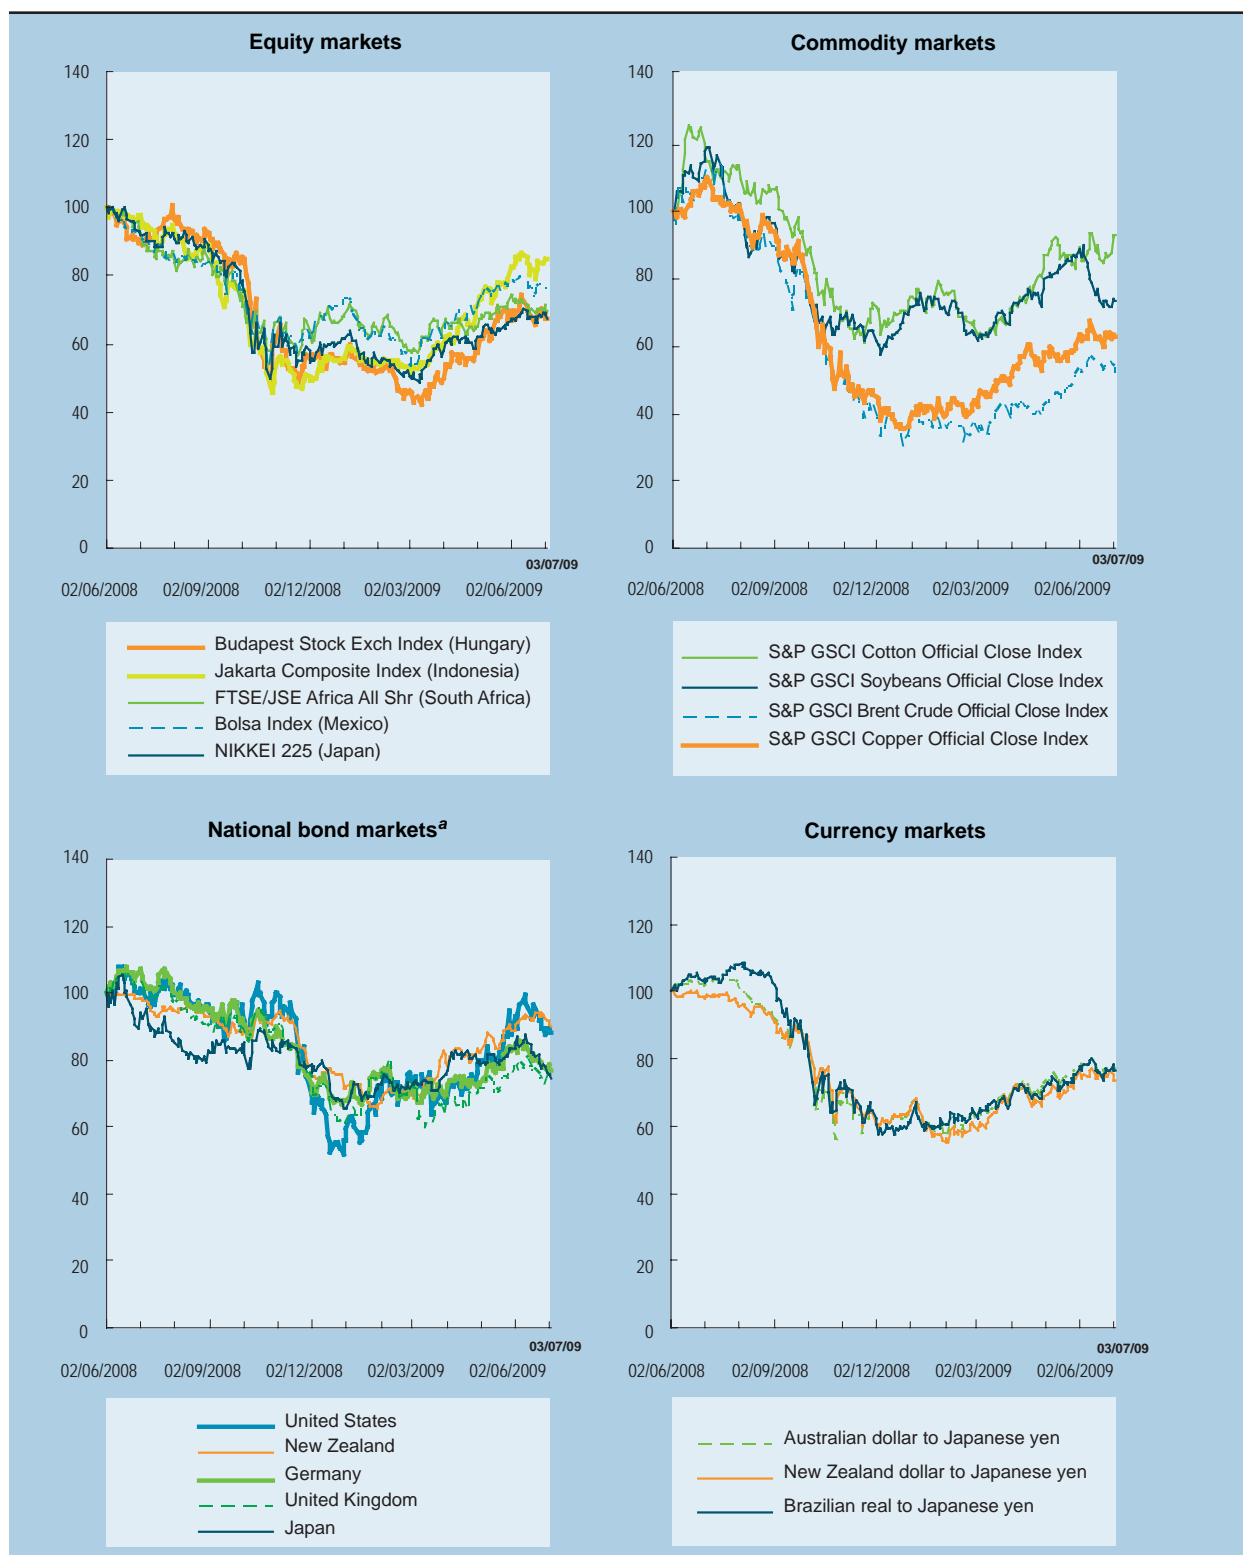 Equity markets
140
120
100
80
60
40
20
0
03/07/09
02/06/2008 02/09/2008 02/12/2008 02/03/2009 02/06/2009
Budapest Stock Exch Index (Hungary)
Jakarta Composite Index (Indonesia)
FTSE/JSE Africa All Shr (South Africa)
Bolsa Index (Mexico)
NIKKEI 225 (Japan)
Commodity markets
140
120
100
80
60
40
20
0
03/07/09
02/06/2008 02/09/2008 02/12/2008 02/03/2009 02/06/2009
S&P GSCI Cotton Official Close Index
S&P GSCI Soybeans Official Close Index
S&P GSCI Brent Crude Official Close Index
S&P GSCI Copper Official Close Index
National bond markets a
140
120
100
80
60
40
20
0
03/07/09
02/06/2008 02/09/2008 02/12/2008 02/03/2009 02/06/2009
United States
New Zealand
Germany
United Kingdom
Japan
Currency markets
140
120
100
80
60
40
20
0
03/07/09
02/06/2008 02/09/2008 02/12/2008 02/03/2009 02/06/2009
Australian dollar to Japanese yen
New Zealand dollar to Japanese yen
Brazilian real to Japanese yen